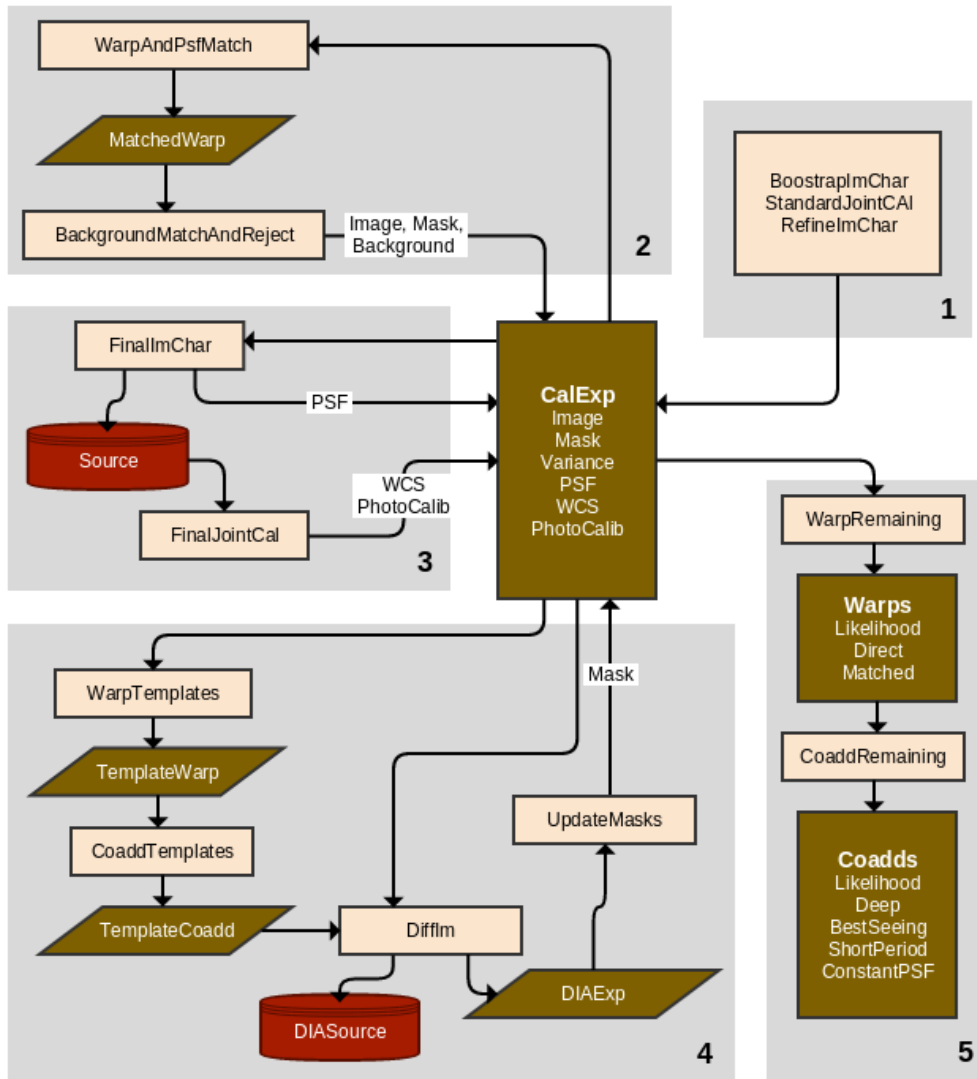 WarpAndPsfMatch
MatchedWarp
BackgroundMatchAndReject
Image, Mask,
Background
2
BoostrapImChar
StandardJointCAl
RefineImChar
1
FinalImChar
PSF
Source
WCS
PhotoCalib
FinalJointCal
3
CalExp
Image
Mask
Variance
PSF
WCS
PhotoCalib
WarpTemplates
TemplateWarp
CoaddTemplates
TemplateCoadd
DiffIm
DIASource
DIAExp
UpdateMasks
Mask
4
WarpRemaining
Warps
Likelihood
Direct
Matched
CoaddRemaining
Coadds
Likelihood
Deep
BestSeeing
ShortPeriod
ConstantPSF
5